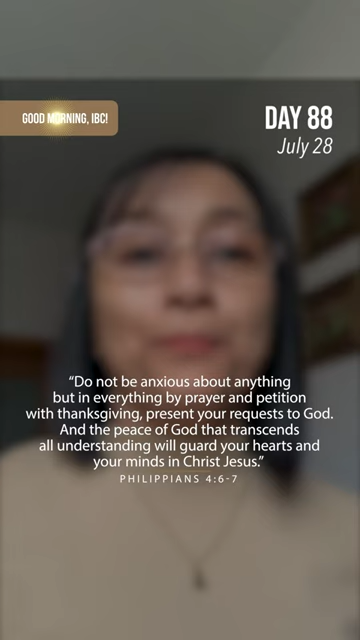 GOOD MORNING, IBC!
DAY 88
July 28
“Do not be anxious about anything
but in everything by prayer and petition
with thanksgiving, present your requests to God.
And the peace of God that transcends
all understanding will guard your hearts and
your minds in Christ Jesus.”
PHILIPPIANS 4:6-7